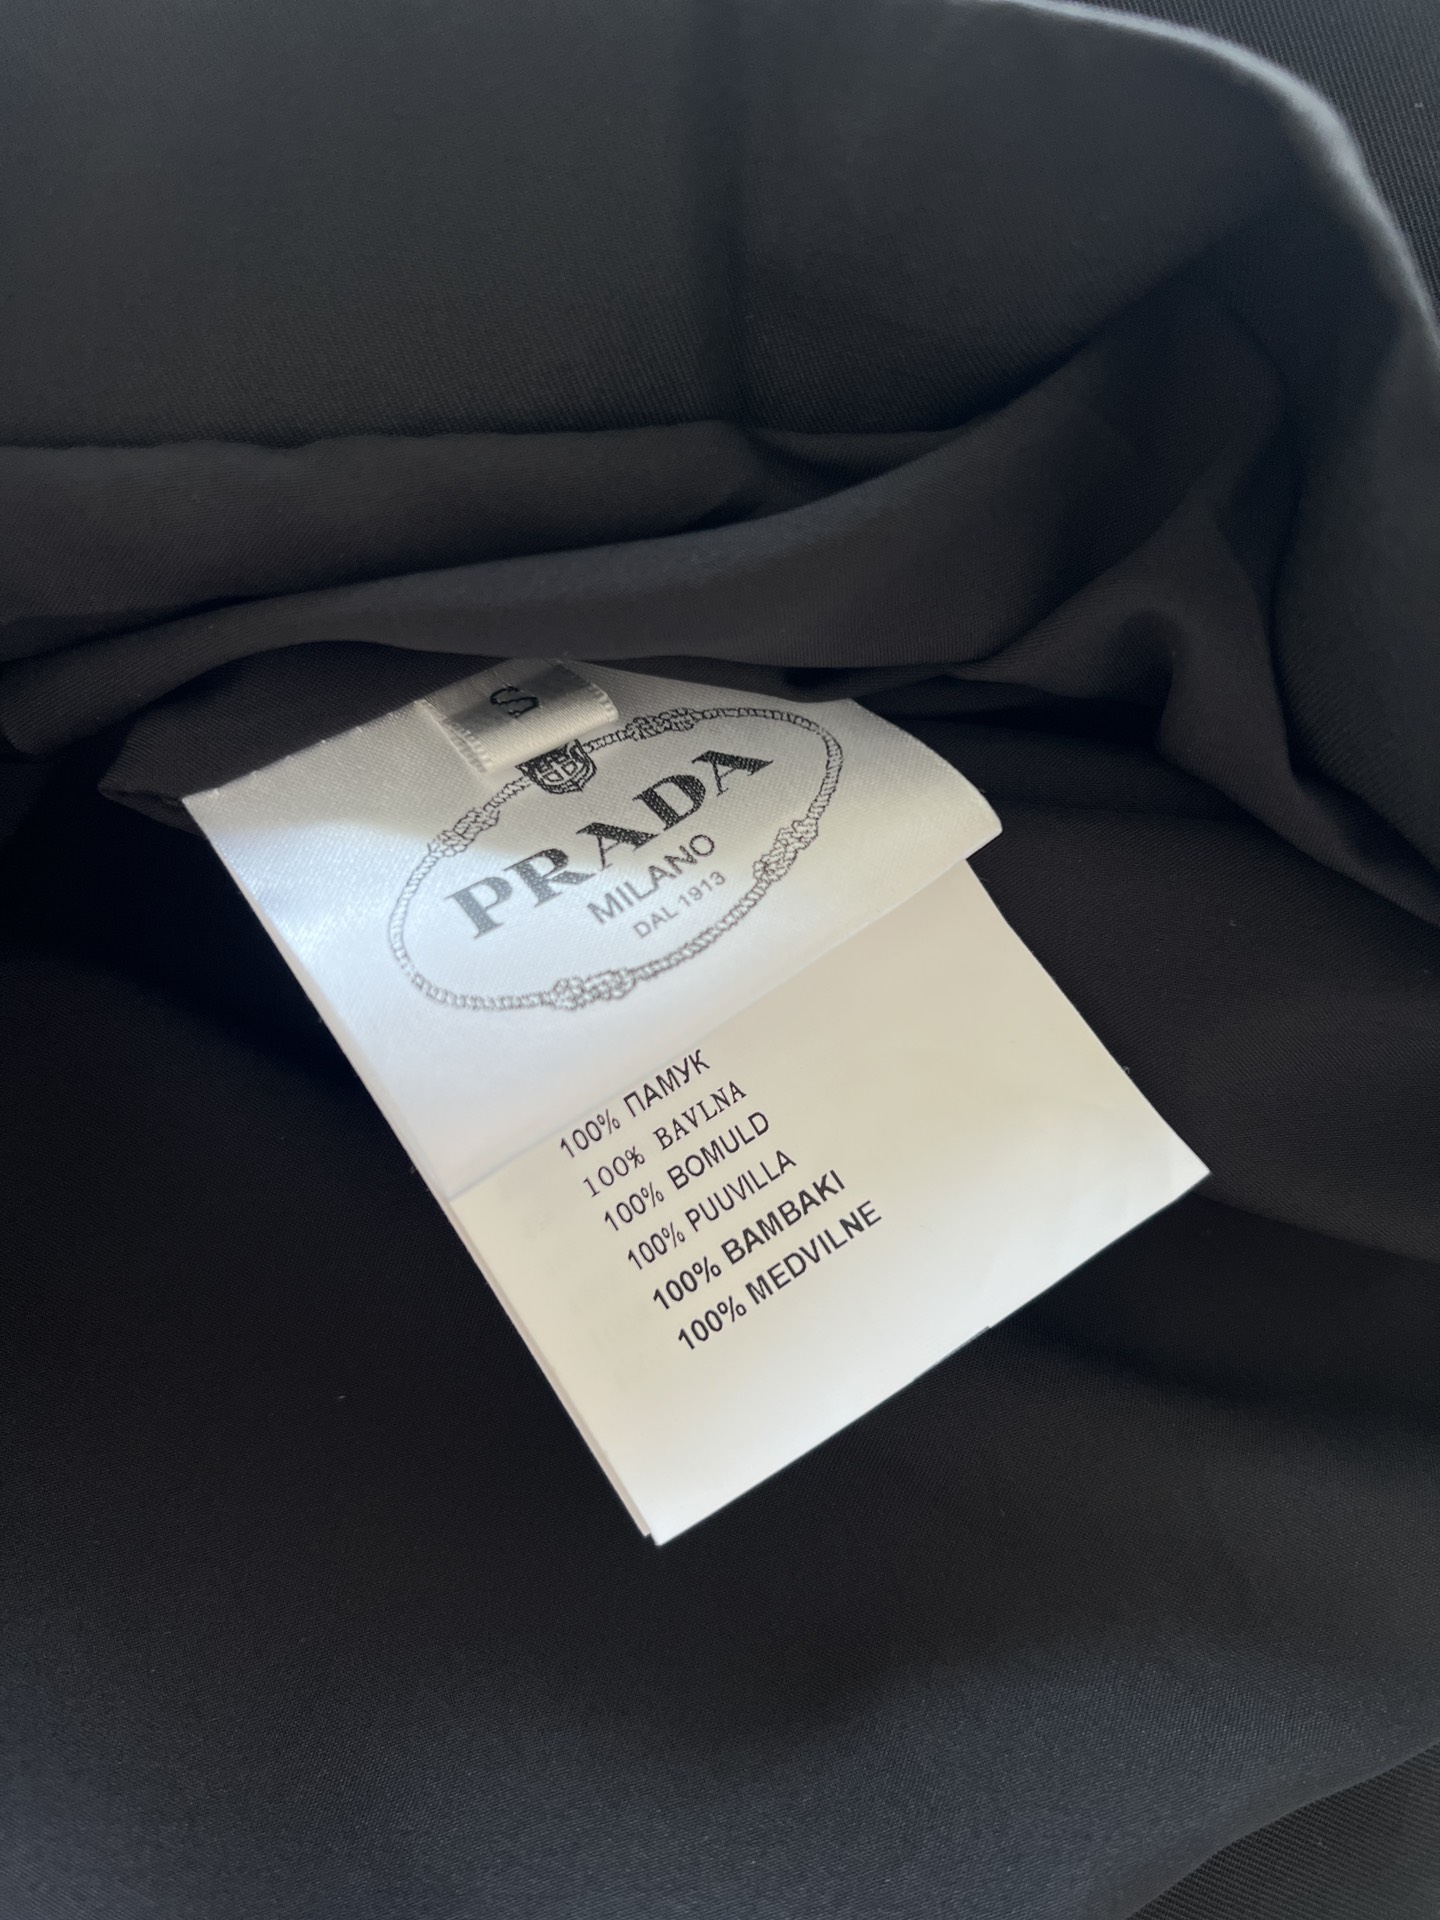 S
PRADA
MILANO
DAL 1913
100% ПАМУК
100% BAVLNA
100% BOMULD
100% PUUVILLA
100% BAMBAKI
100% MEDVILNE